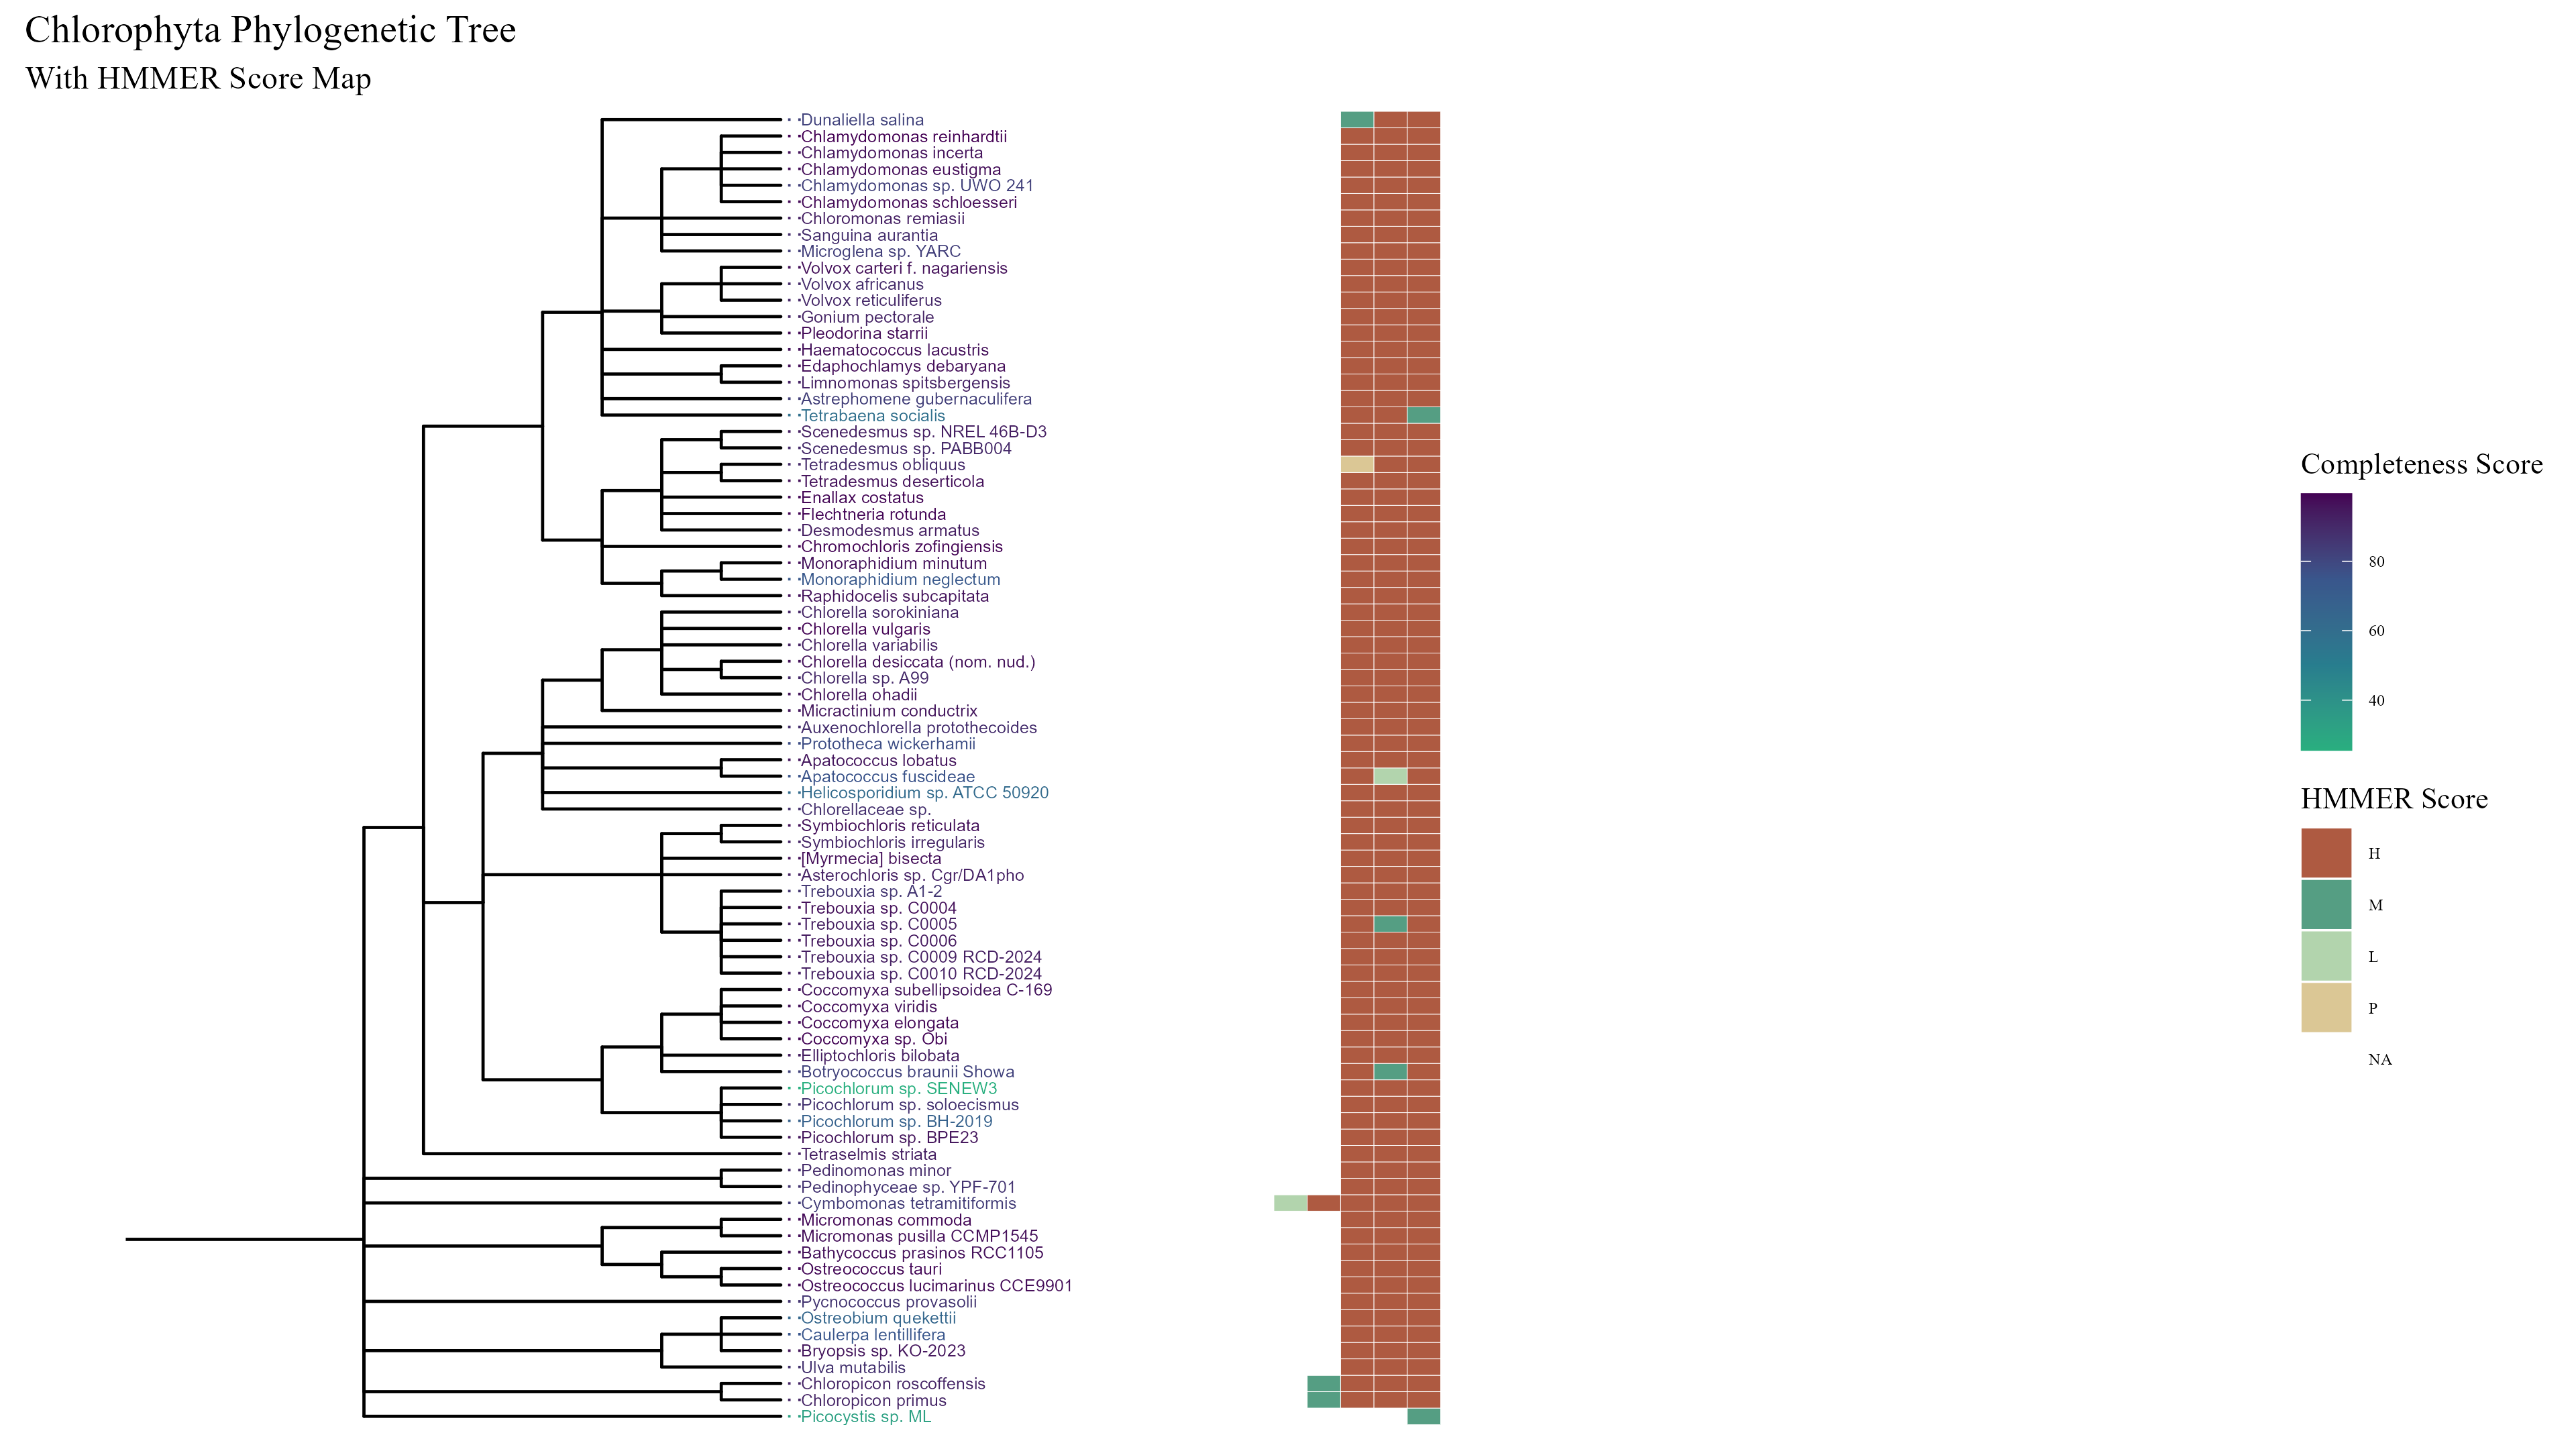 Chlorophyta Phylogenetic Tree
With HMMER Score Map
Dunaliella salina
Chlamydomonas reinhardtii
Chlamydomonas incerta
Chlamydomonas eustigma
Chlamydomonas sp. UWO 241
Chlamydomonas schloesseri
Chloromonas remiasii
Sanguina aurantia
Microglena sp. YARC
Volvox carteri f. nagariensis
Volvox africanus
Volvox reticuliferus
Gonium pectorale
Pleodorina starrii
Haematococcus lacustris
Edaphochlamys debaryana
Limnomonas spitsbergensis
Astrephomene gubernaculifera
Tetrabaena socialis
Scenedesmus sp. NREL 46B-D3
Scenedesmus sp. PABB004
Tetradesmus obliquus
Tetradesmus deserticola
Enallax costatus
Flechtneria rotunda
Desmodesmus armatus
Chromochloris zofingiensis
Monoraphidium minutum
Monoraphidium neglectum
Raphidocelis subcapitata
Chlorella sorokiniana
Chlorella vulgaris
Chlorella variabilis
Chlorella desiccata (nom. nud.)
Chlorella sp. A99
Chlorella ohadii
Micractinium conductrix
Auxenochlorella protothecoides
Prototheca wickerhamii
Apatococcus lobatus
Apatococcus fuscideae
Helicosporidium sp. ATCC 50920
Chlorellaceae sp.
Symbiochloris reticulata
Symbiochloris irregularis
[Myrmecia] bisecta
Asterochloris sp. Cgr/DA1pho
Trebouxia sp. A1-2
Trebouxia sp. C0004
Trebouxia sp. C0005
Trebouxia sp. C0006
Trebouxia sp. C0009 RCD-2024
Trebouxia sp. C0010 RCD-2024
Coccomyxa subellipsoidea C-169
Coccomyxa viridis
Coccomyxa elongata
Coccomyxa sp. Obi
Elliptochloris bilobata
Botryococcus braunii Showa
Picochlorum sp. SENEW3
Picochlorum sp. soloecismus
Picochlorum sp. BH-2019
Picochlorum sp. BPE23
Tetraselmis striata
Pedinomonas minor
Pedinophyceae sp. YPF-701
Cymbomonas tetramitiformis
Micromonas commoda
Micromonas pusilla CCMP1545
Bathycoccus prasinos RCC1105
Ostreococcus tauri
Ostreococcus lucimarinus CCE9901
Pycnococcus provasolii
Ostreobium quekettii
Caulerpa lentillifera
Bryopsis sp. KO-2023
Ulva mutabilis
Chloropicon roscoffensis
Chloropicon primus
Picocystis sp. ML
Completeness Score
80
60
40
HMMER Score
H
M
L
P
NA